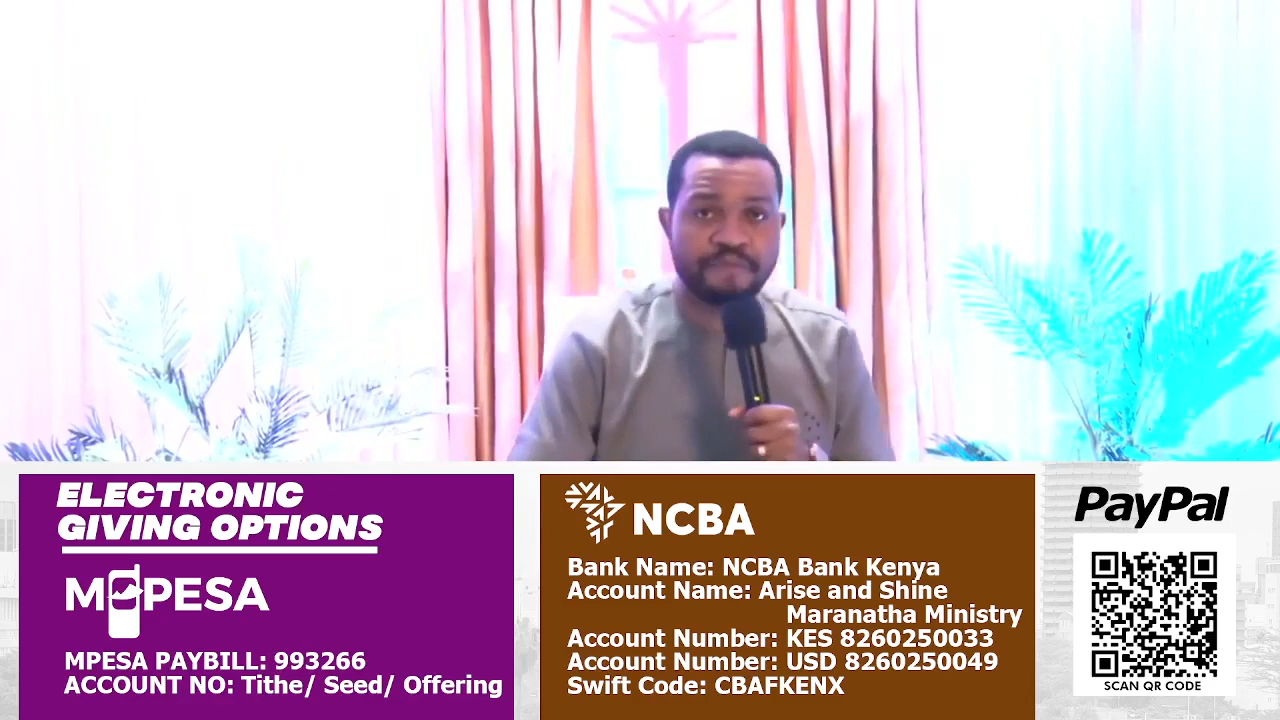 ELECTRONIC
GIVING OPTIONS
M-PESA
MPESA PAYBILL: 993266
ACCOUNT NO: Tithe/ Seed/ Offering
NCBA
Bank Name: NCBA Bank Kenya
Account Name: Arise and Shine
Maranatha Ministry
Account Number: KES 8260250033
Account Number: USD 8260250049
Swift Code: CBAFKENX
PayPal
SCAN QR CODE